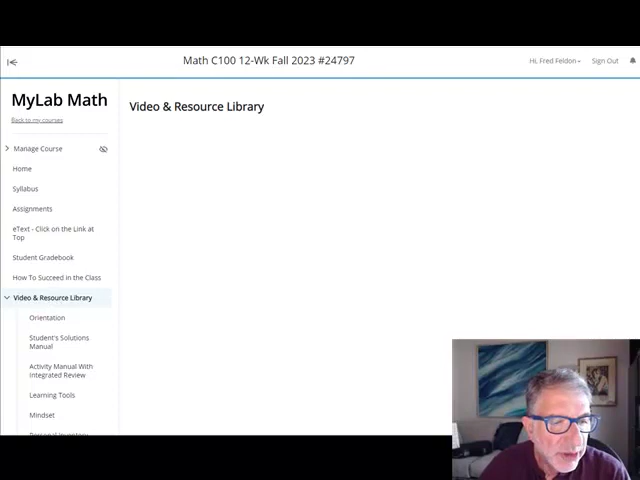 Math C100 12-Wk Fall 2023 #24797
Hi, Fred Feldon
Sign Out
MyLab Math
Back to my courses
Video & Resource Library
Manage Course
Home
Syllabus
Assignments
eText - Click on the Link at
Top
Student Gradebook
How To Succeed in the Class
Video & Resource Library
Orientation
Student's Solutions
Manual
Activity Manual With
Integrated Review
Learning Tools
Mindset
Personal Inventory